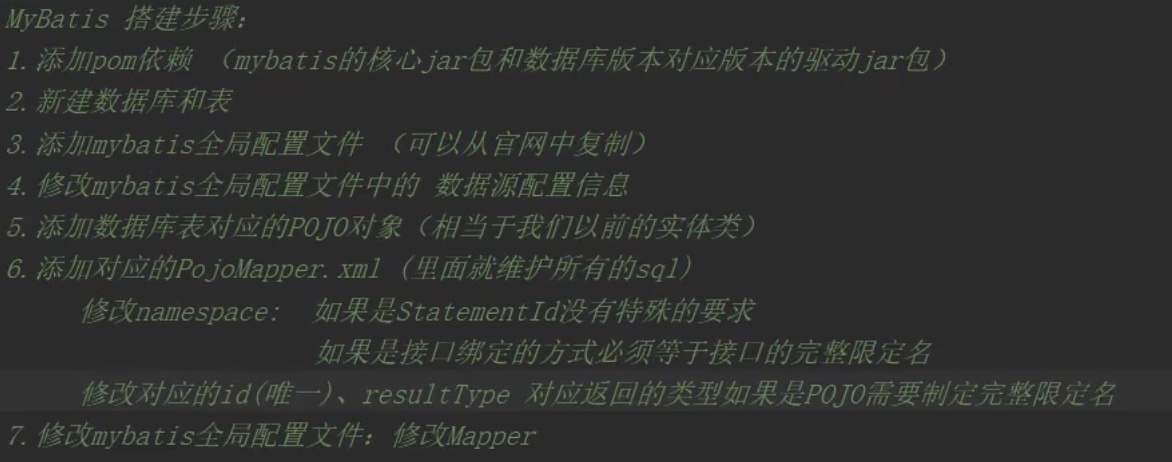 MyBatis 搭建步骤：
1.添加pom依赖 （mybatis的核心jar包和数据库版本对应版本的驱动jar包）
2.新建数据库和表
3.添加mybatis全局配置文件 （可以从官网中复制）
4.修改mybatis全局配置文件中的 数据源配置信息
5.添加数据库表对应的POJO对象（相当于我们以前的实体类）
6.添加对应的PojoMapper.xml (里面就维护所有的sql)
修改namespace: 如果是StatementId没有特殊的要求
如果是接口绑定的方式必须等于接口的完整限定名
修改对应的id(唯一)、resultType 对应返回的类型如果是POJO需要制定完整限定名
7.修改mybatis全局配置文件：修改Mapper